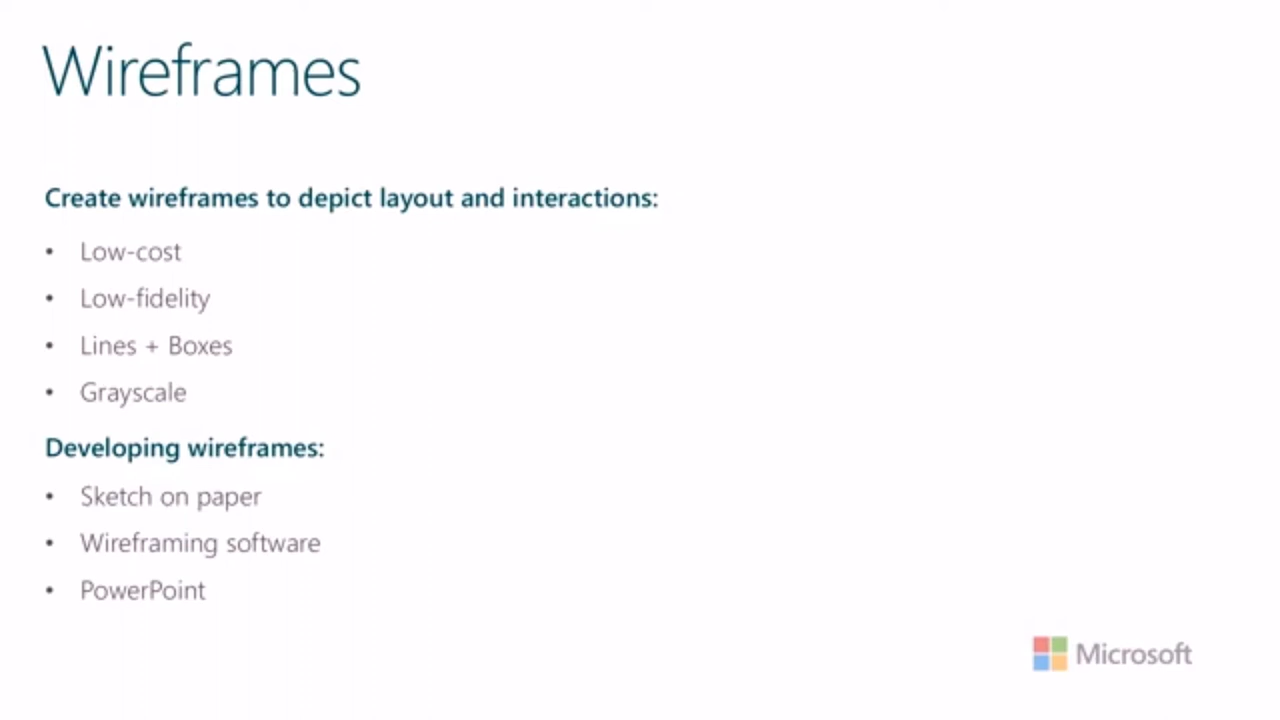 Wireframes
Create wireframes to depict layout and interactions:
• Low-cost
• Low-fidelity
• Lines + Boxes
• Grayscale
Developing wireframes:
• Sketch on paper
• Wireframing software
• PowerPoint
Microsoft